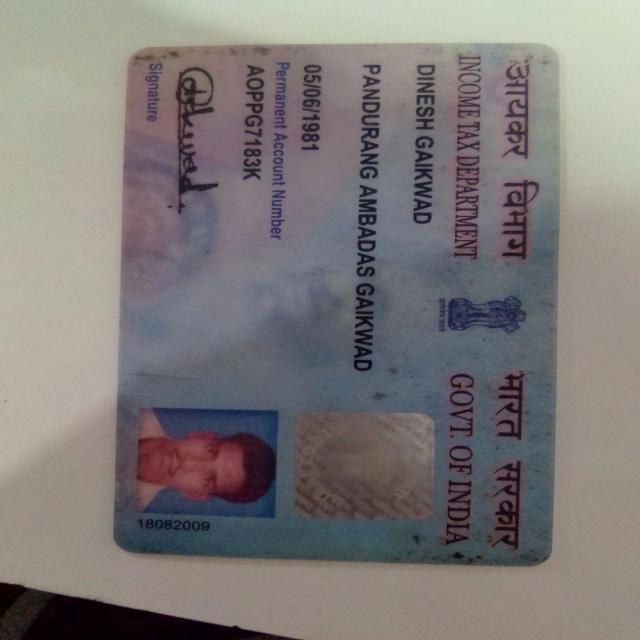 आयकर विभाग
भारत सरकार
INCOME TAX DEPARTMENT
GOVT. OF INDIA
DINESH GAIKWAD
PANDURANG AMBADAS GAIKWAD
05/06/1981
Permanent Account Number
AOPPG7183K
Signature
18082009